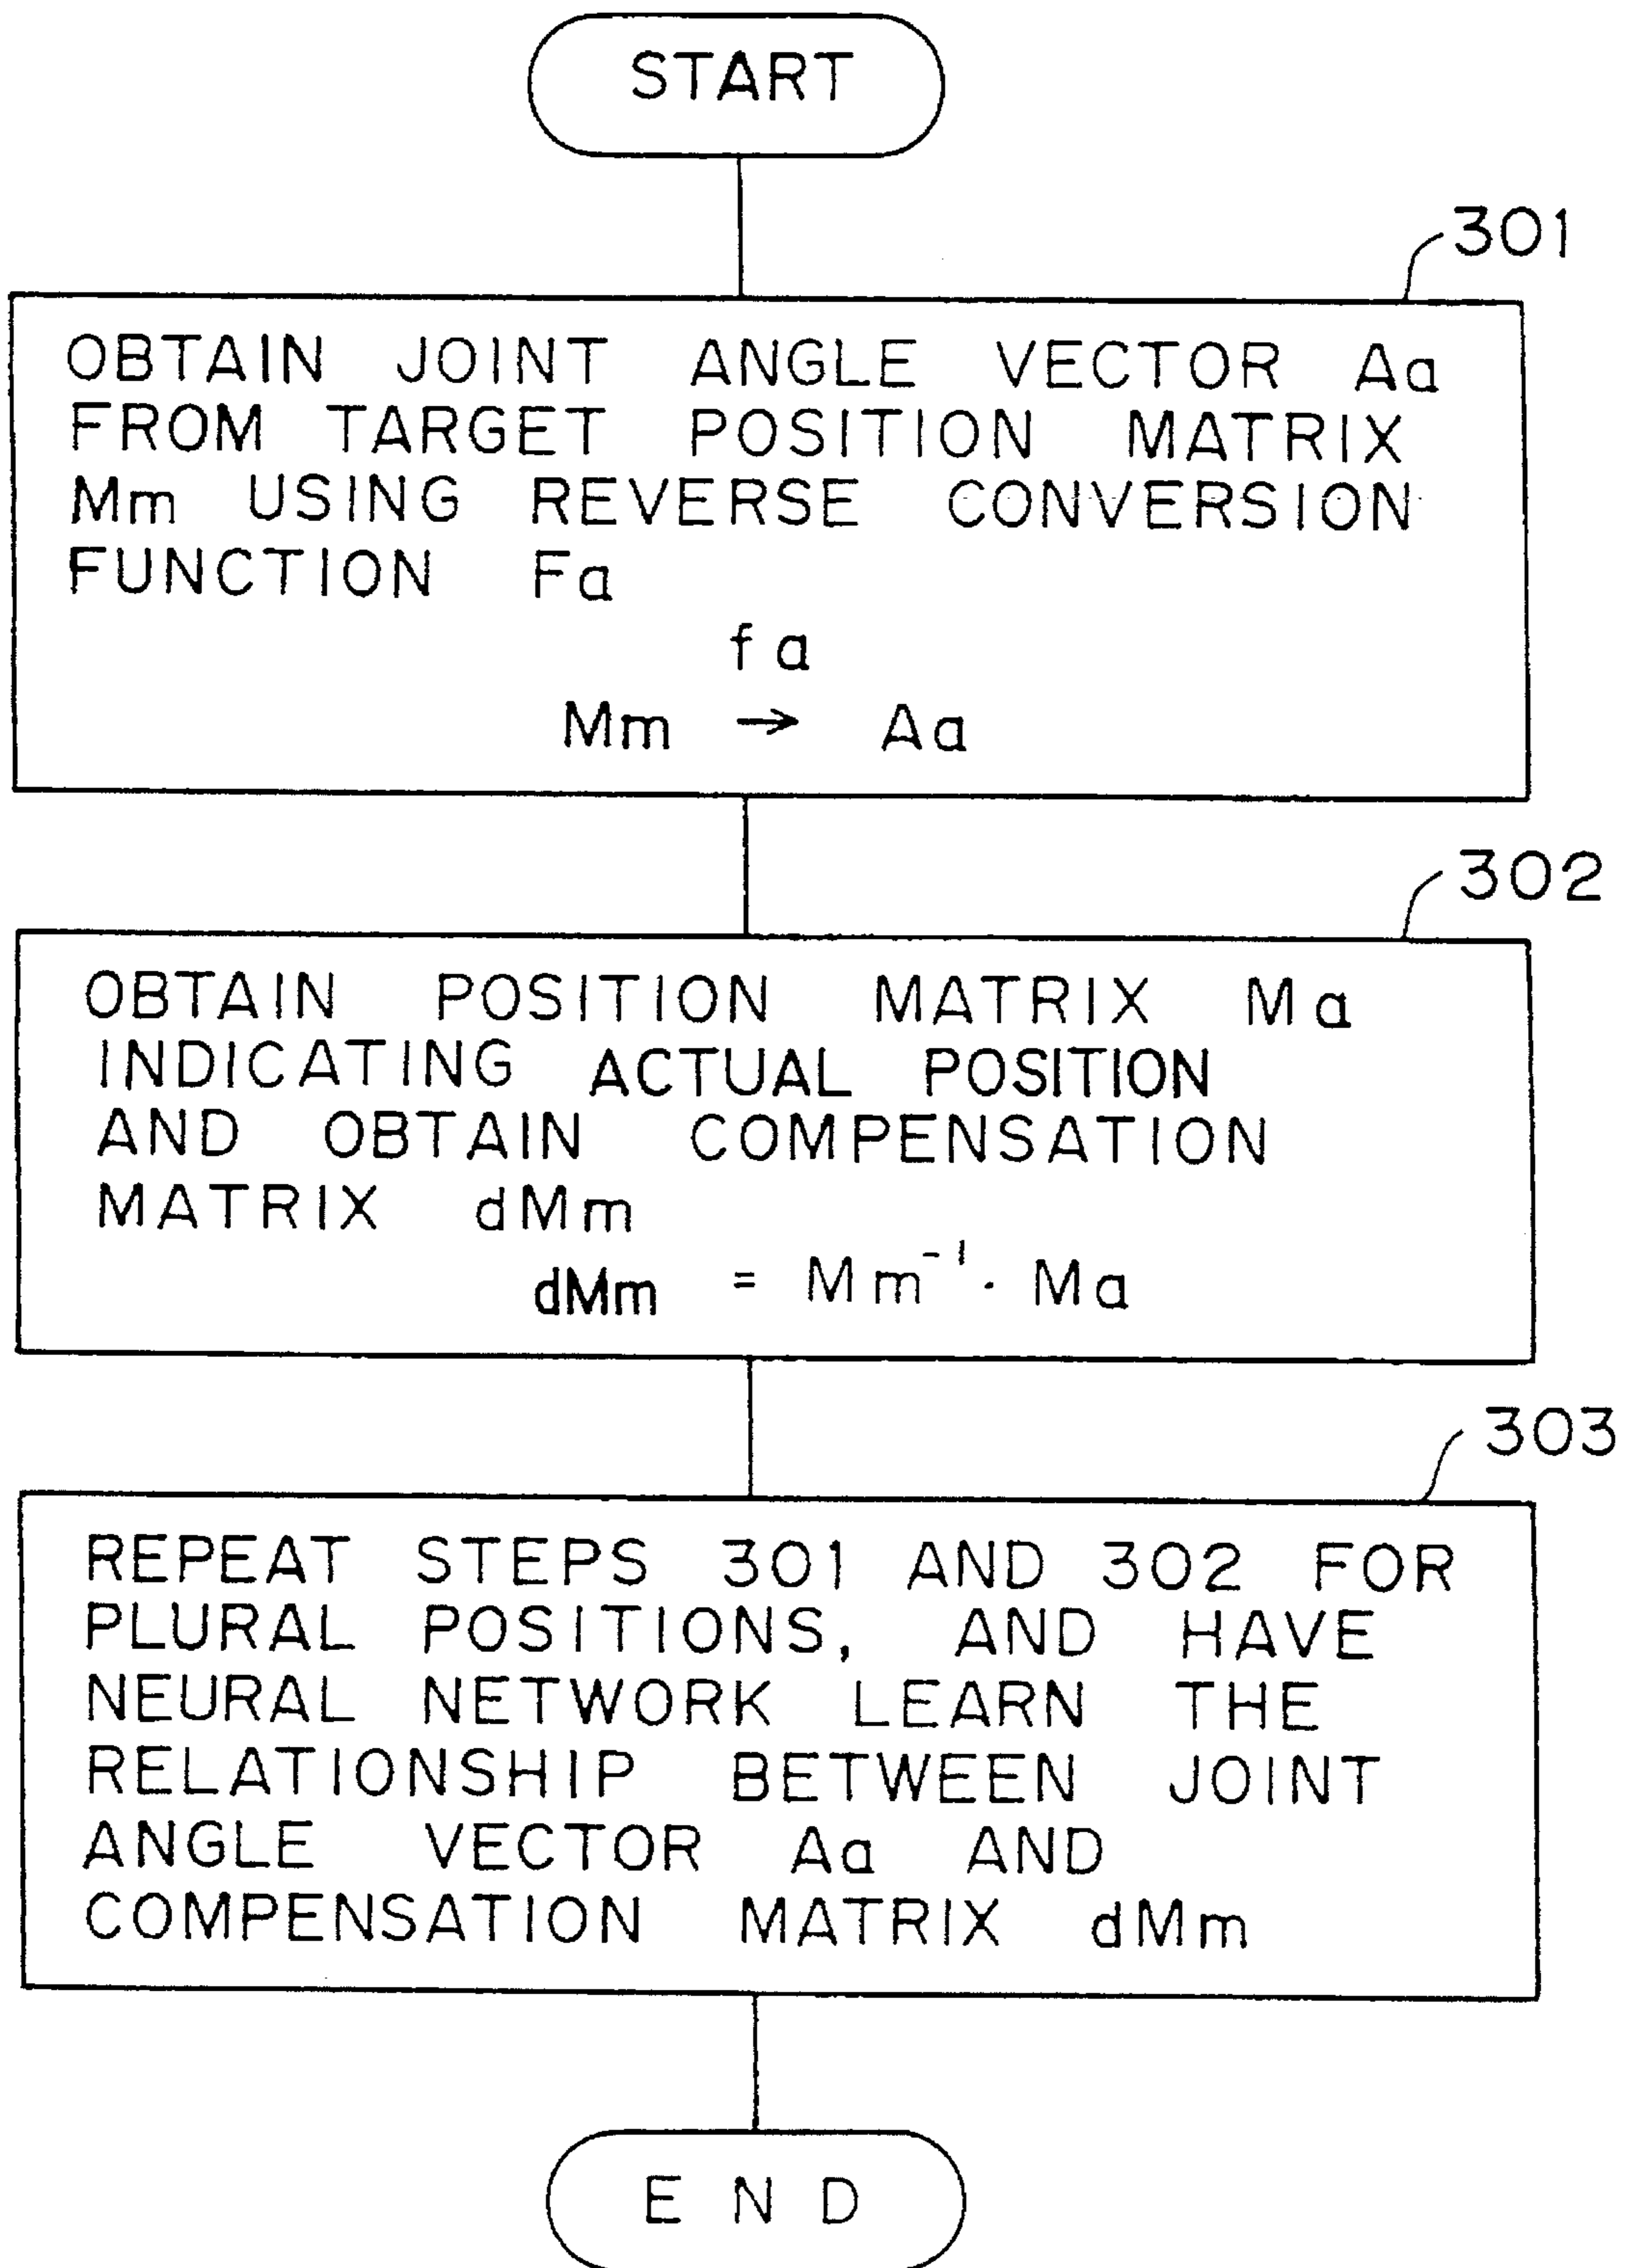 START
301
OBTAIN JOINT ANGLE VECTOR Aa
FROM TARGET POSITION MATRIX
Mm USING REVERSE CONVERSION
FUNCTION Fa
fa
Mm → Aa
302
OBTAIN POSITION MATRIX Ma
INDICATING ACTUAL POSITION
AND OBTAIN COMPENSATION
MATRIX dMm
dMm = Mm⁻¹· Ma
303
REPEAT STEPS 301 AND 302 FOR
PLURAL POSITIONS, AND HAVE
NEURAL NETWORK LEARN THE
RELATIONSHIP BETWEEN JOINT
ANGLE VECTOR Aa AND
COMPENSATION MATRIX dMm
END